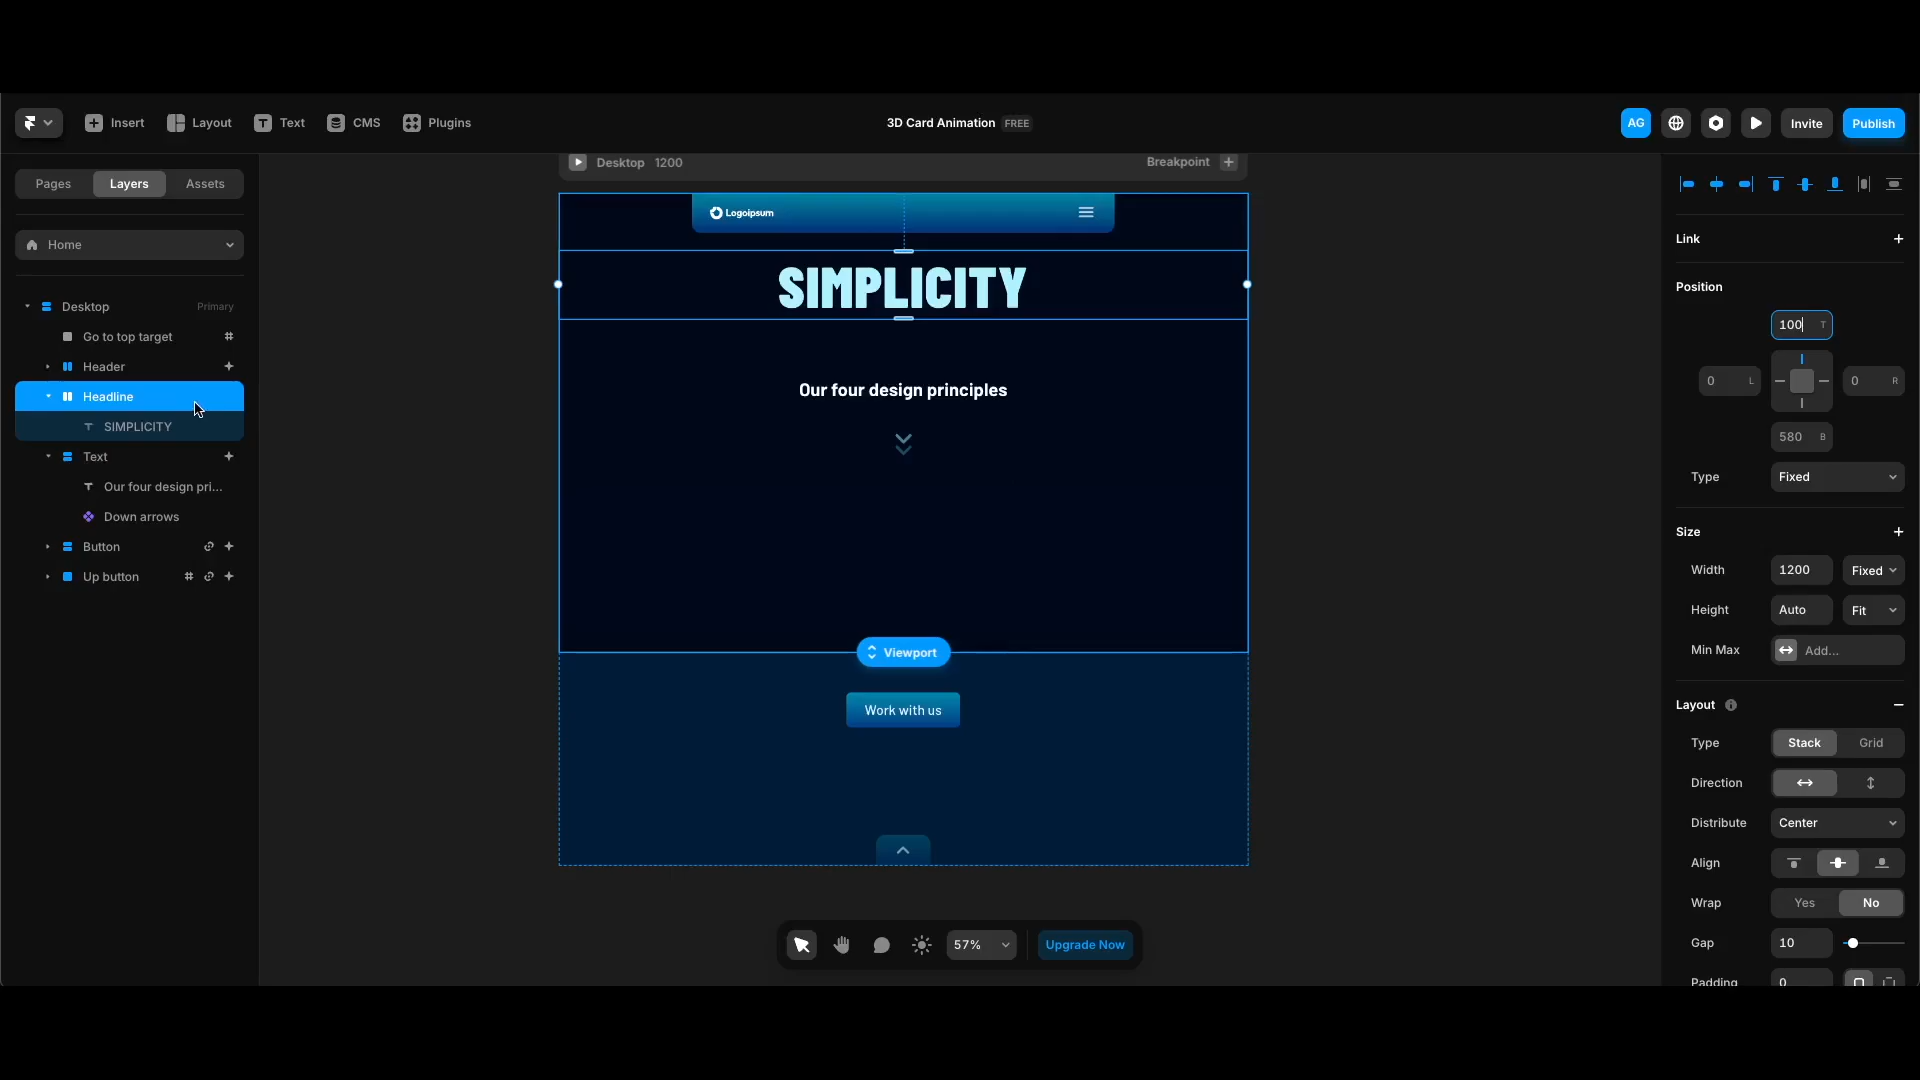 Insert Layout Text CMS Plugins
3D Card Animation FREE
AG Invite Publish
Pages Layers Assets
Home
Desktop Primary
Go to top target
Header
Headline
SIMPLICITY
Text
Our four design pri...
Down arrows
Button
Up button
Desktop 1200 Breakpoint
Logoipsum
SIMPLICITY
Our four design principles
Viewport
Work with us
57% Upgrade Now
Link
Position
100 T
0 L 0 R
580 B
Type Fixed
Size
Width 1200 Fixed
Height Auto Fit
Min Max Add...
Layout
Type Stack Grid
Direction
Distribute Center
Align
Wrap Yes No
Gap 10
Padding 0